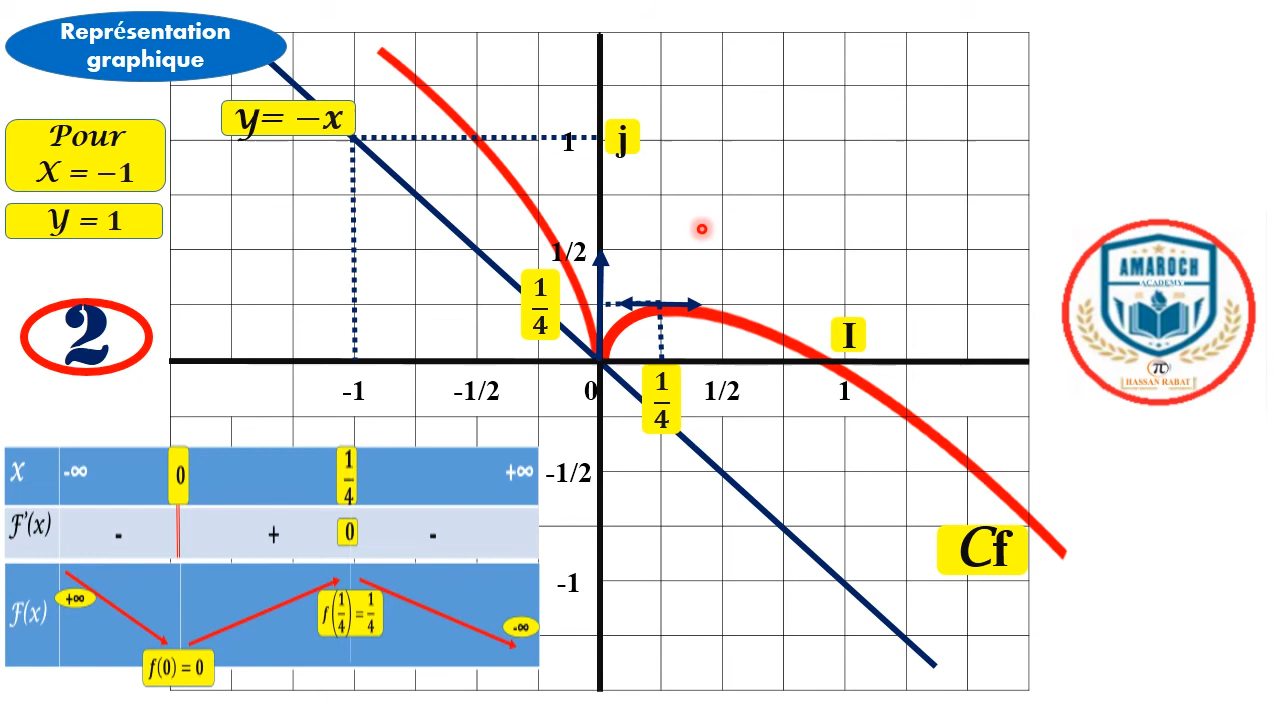 Représentation
graphique
Pour
X = −1
Y = 1
2
y= −x
1
j
1/2
1/4
I
-1
-1/2
0
1/4
1/2
1
-1/2
-1
Cf
x -∞ 0 1/4 +∞
F'(x) - + 0 -
F(x) +∞ f(0) = 0 f(1/4) = 1/4 -∞
AMAROCH
ACADEMY
π
HASSAN RABAT